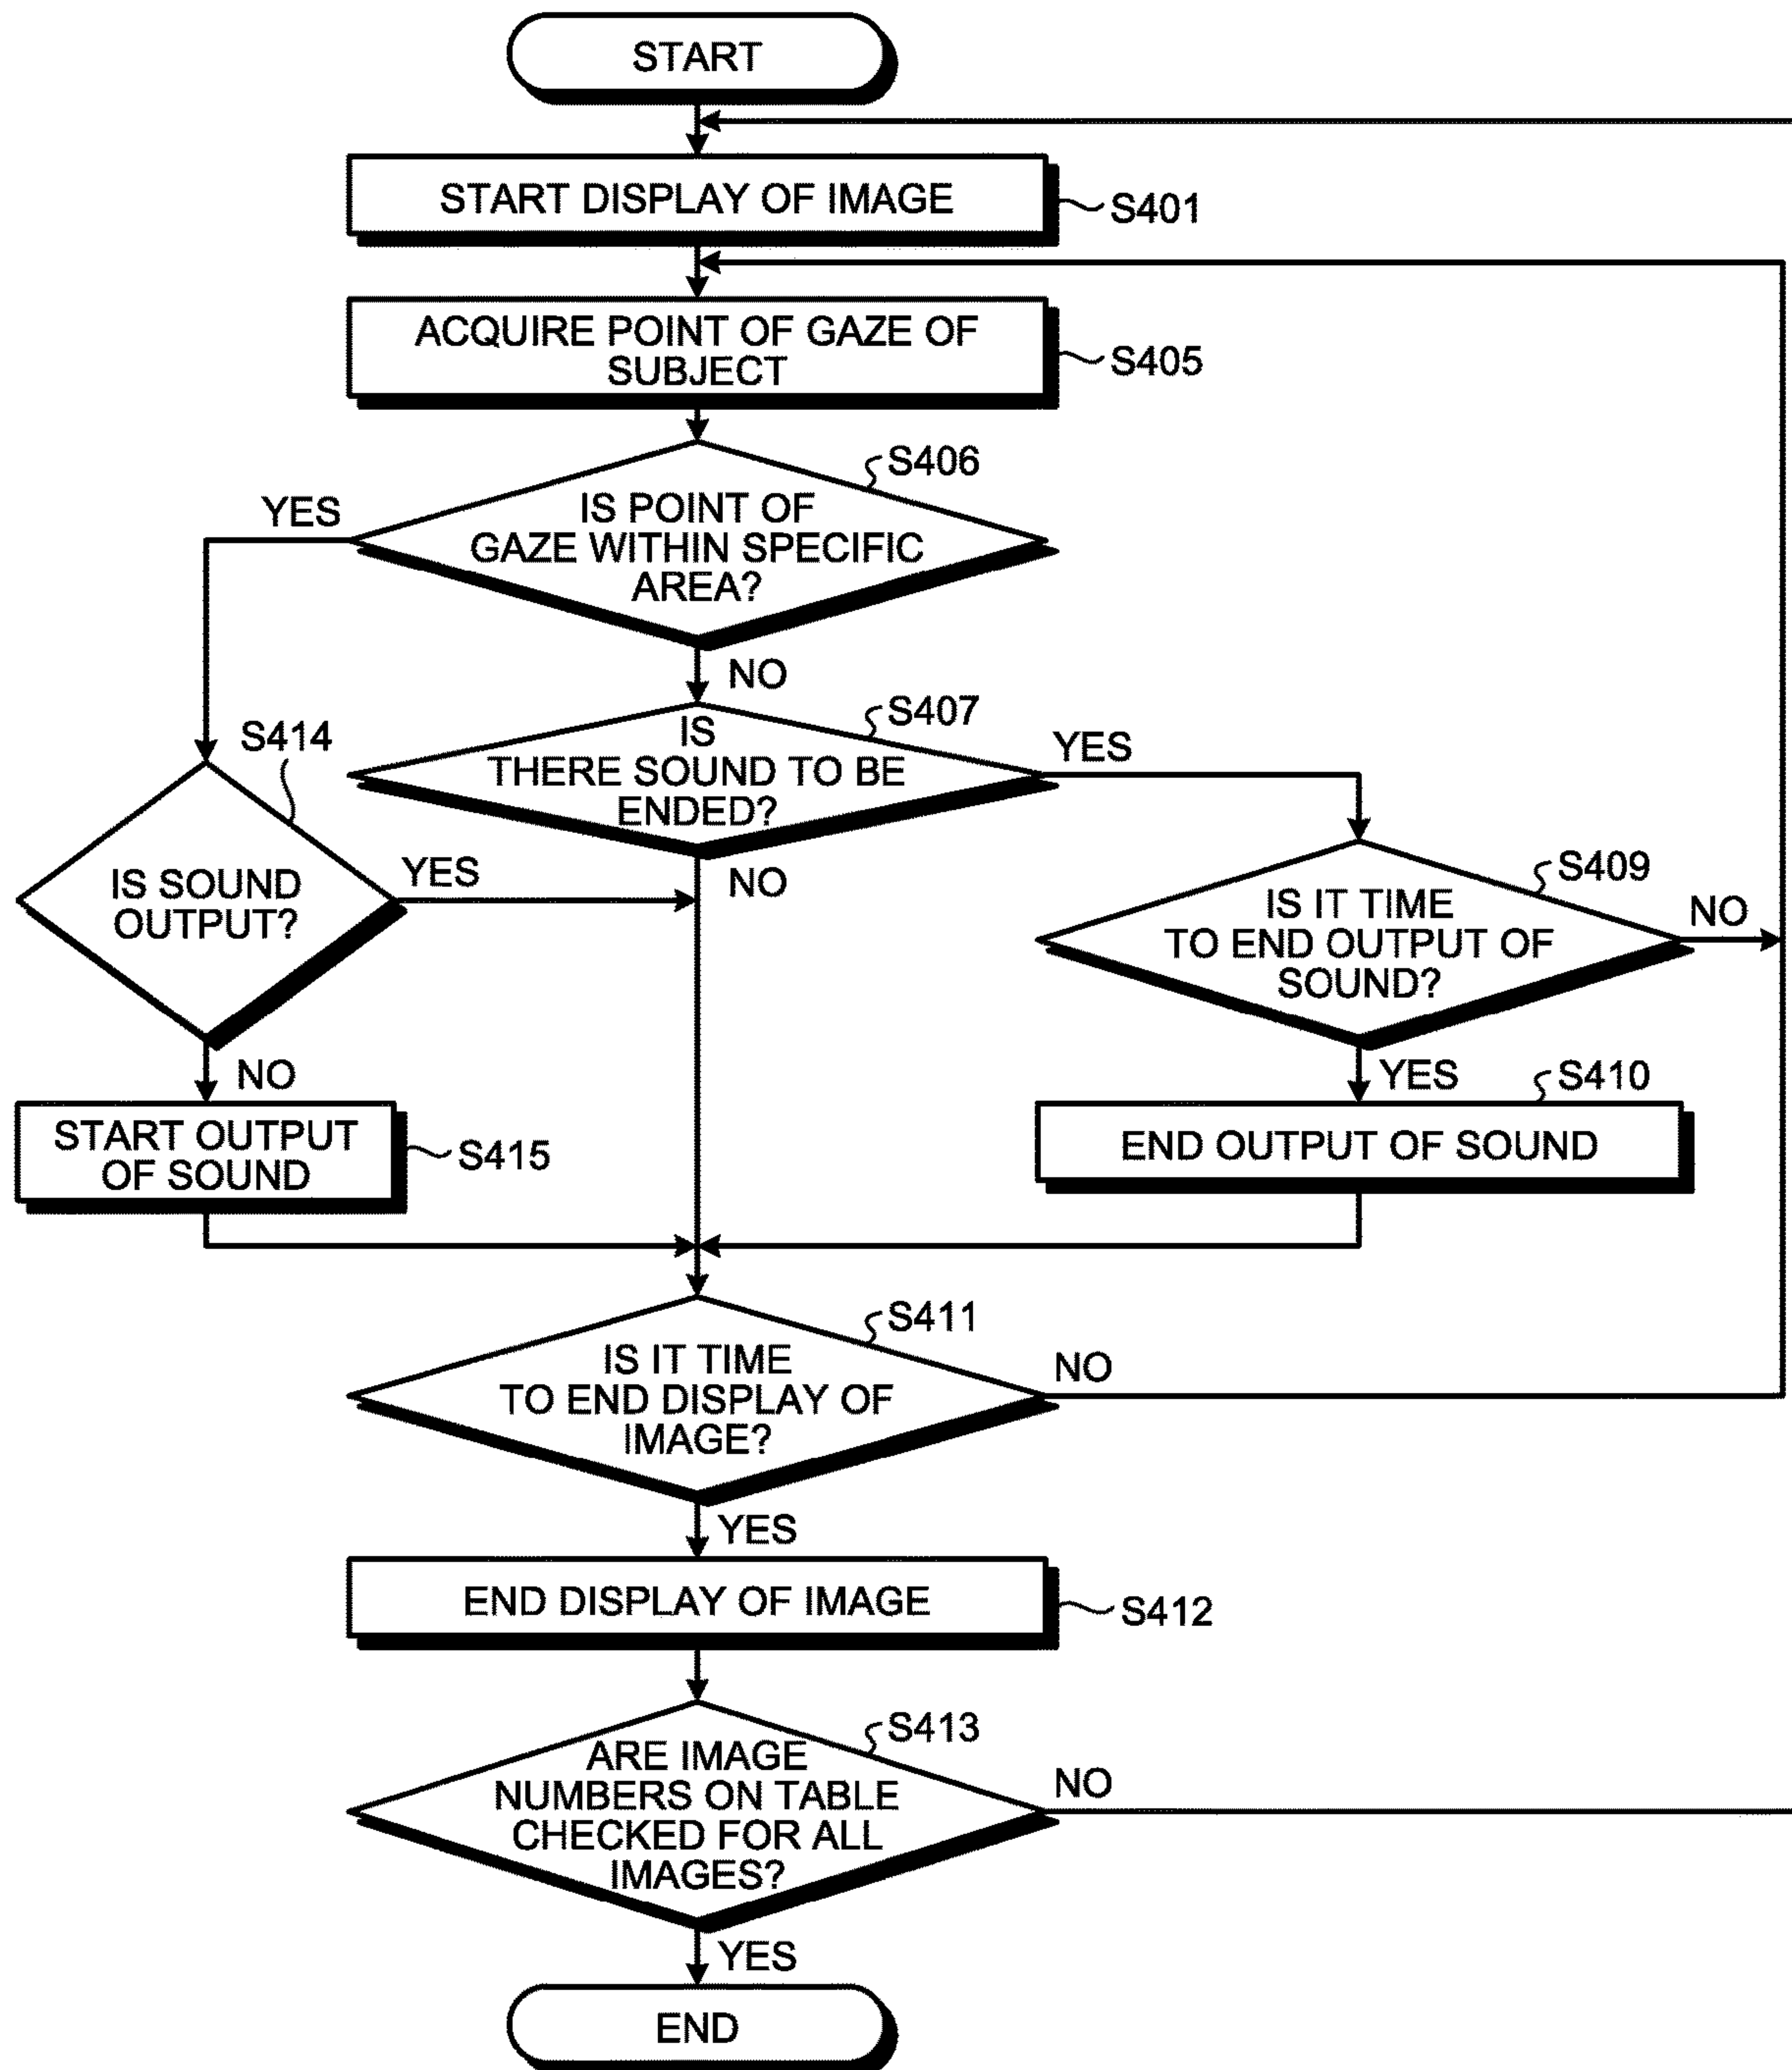 START
START DISPLAY OF IMAGE
S401
ACQUIRE POINT OF GAZE OF
SUBJECT
S405
S406
IS POINT OF
GAZE WITHIN SPECIFIC
AREA?
YES
NO
S407
IS
THERE SOUND TO BE
ENDED?
YES
NO
S414
IS SOUND
OUTPUT?
YES
NO
S409
IS IT TIME
TO END OUTPUT OF
SOUND?
NO
YES
START OUTPUT
OF SOUND
S415
S410
END OUTPUT OF SOUND
S411
IS IT TIME
TO END DISPLAY OF
IMAGE?
NO
YES
END DISPLAY OF IMAGE
S412
S413
ARE IMAGE
NUMBERS ON TABLE
CHECKED FOR ALL
IMAGES?
NO
YES
END